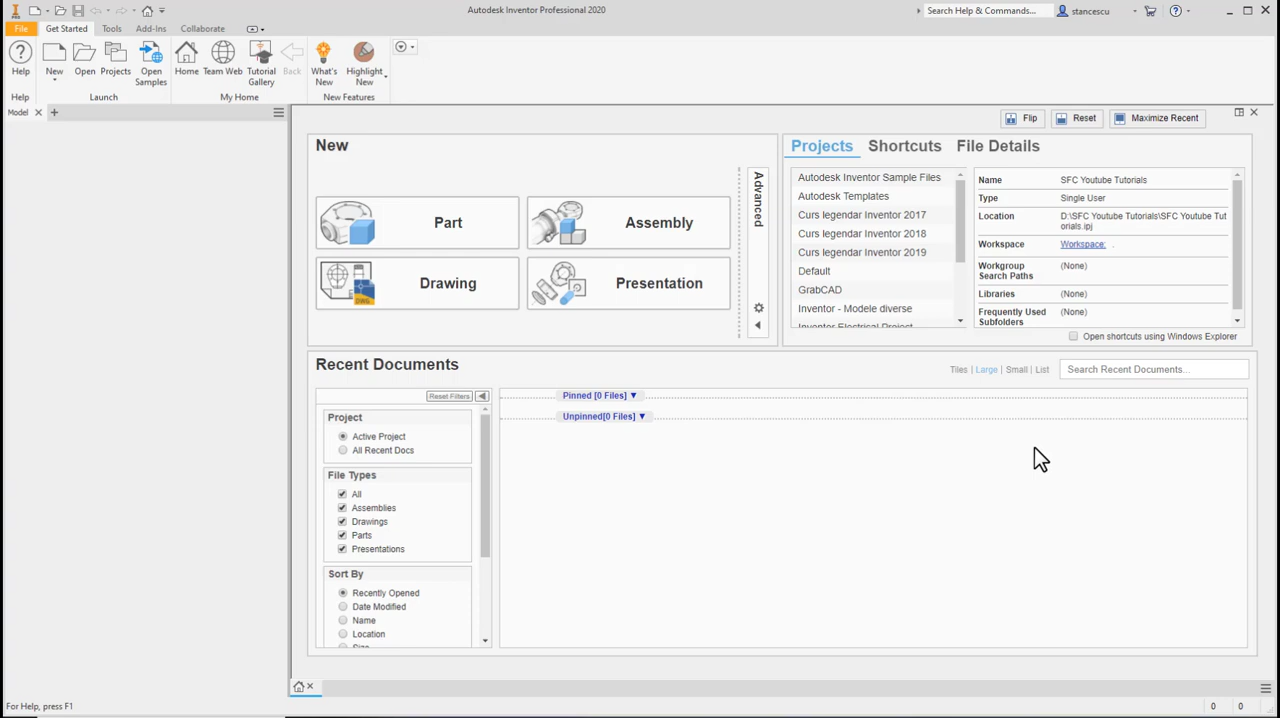 Autodesk Inventor Professional 2020
Search Help & Commands...
stancescu
File
Get Started
Tools
Add-Ins
Collaborate
Help
New
Open
Projects
Open Samples
Home
Team Web
Tutorial Gallery
Back
What's New
Highlight New
Help
Launch
My Home
New Features
Model
Flip
Reset
Maximize Recent
New
Part
Assembly
Drawing
Presentation
DWG
Advanced
Projects
Shortcuts
File Details
Autodesk Inventor Sample Files
Autodesk Templates
Curs legendar Inventor 2017
Curs legendar Inventor 2018
Curs legendar Inventor 2019
Default
GrabCAD
Inventor - Modele diverse
Inventor Electrical Project
Name SFC Youtube Tutorials
Type Single User
Location D:\SFC Youtube Tutorials\SFC Youtube Tut
orials.ipj
Workspace Workspace: .
Workgroup (None)
Search Paths
Libraries (None)
Frequently Used (None)
Subfolders
Open shortcuts using Windows Explorer
Recent Documents
Tiles | Large | Small | List
Search Recent Documents...
Reset Filters
Project
Active Project
All Recent Docs
File Types
All
Assemblies
Drawings
Parts
Presentations
Sort By
Recently Opened
Date Modified
Name
Location
Size
Pinned [0 Files]
Unpinned[0 Files]
For Help, press F1
0 0